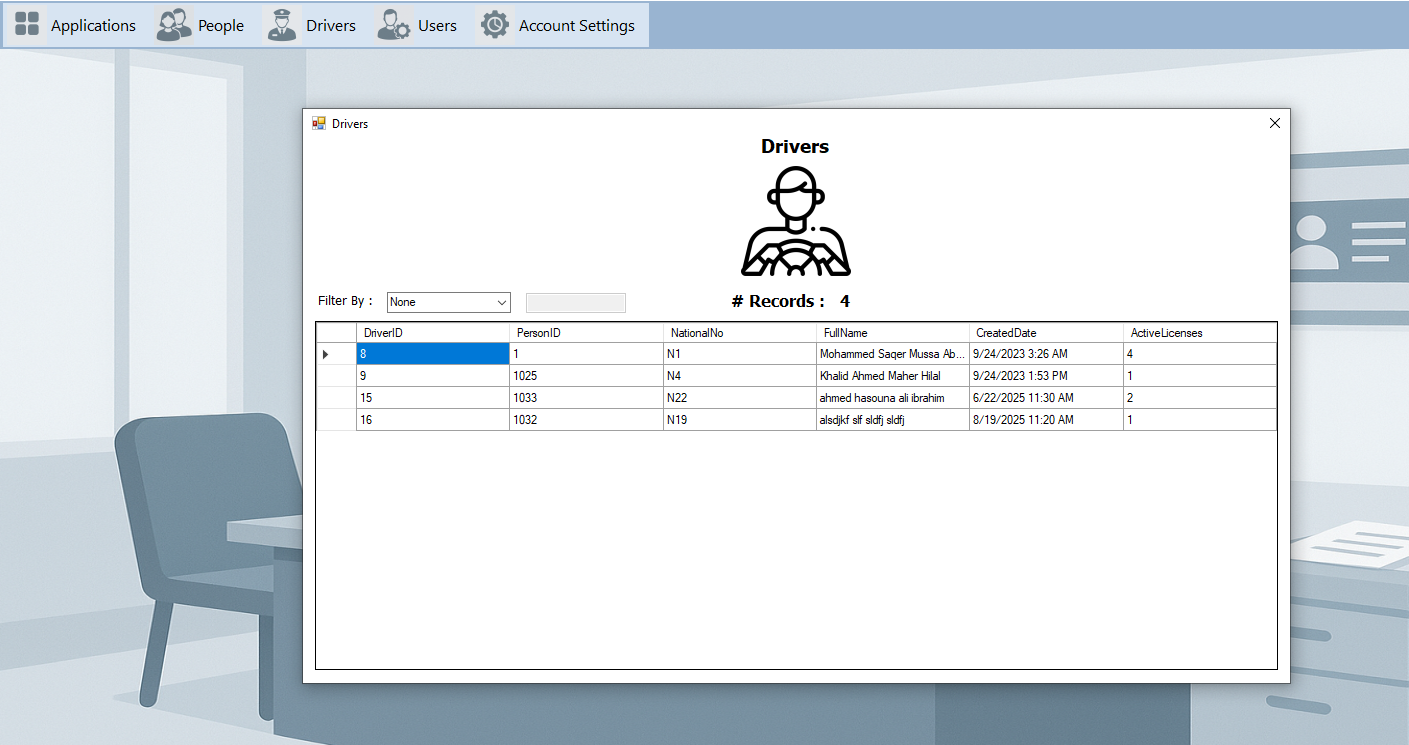 Applications People Drivers Users Account Settings
Drivers
Drivers
Filter By : None # Records : 4
DriverID PersonID NationalNo FullName CreatedDate ActiveLicenses
8 1 N1 Mohammed Saqer Mussa Ab... 9/24/2023 3:26 AM 4
9 1025 N4 Khalid Ahmed Maher Hilal 9/24/2023 1:53 PM 1
15 1033 N22 ahmed hasouna ali ibrahim 6/22/2025 11:30 AM 2
16 1032 N19 alsdjkf slf sldfj sldfj 8/19/2025 11:20 AM 1